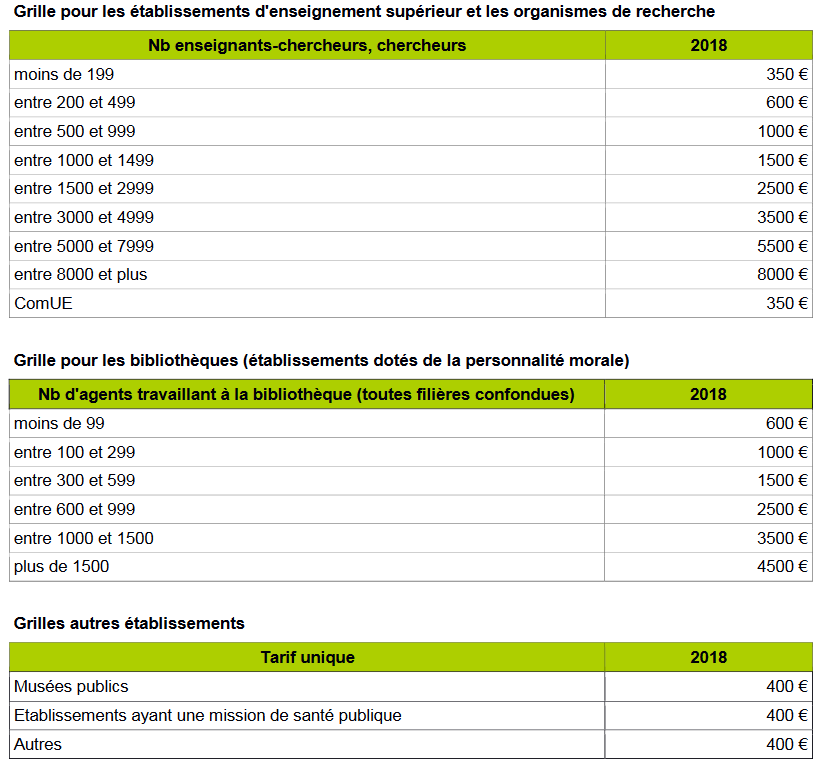 Grille pour les établissements d'enseignement supérieur et les organismes de recherche
Nb enseignants-chercheurs, chercheurs 2018
moins de 199 350 €
entre 200 et 499 600 €
entre 500 et 999 1000 €
entre 1000 et 1499 1500 €
entre 1500 et 2999 2500 €
entre 3000 et 4999 3500 €
entre 5000 et 7999 5500 €
entre 8000 et plus 8000 €
ComUE 350 €
Grille pour les bibliothèques (établissements dotés de la personnalité morale)
Nb d'agents travaillant à la bibliothèque (toutes filières confondues) 2018
moins de 99 600 €
entre 100 et 299 1000 €
entre 300 et 599 1500 €
entre 600 et 999 2500 €
entre 1000 et 1500 3500 €
plus de 1500 4500 €
Grilles autres établissements
Tarif unique 2018
Musées publics 400 €
Etablissements ayant une mission de santé publique 400 €
Autres 400 €